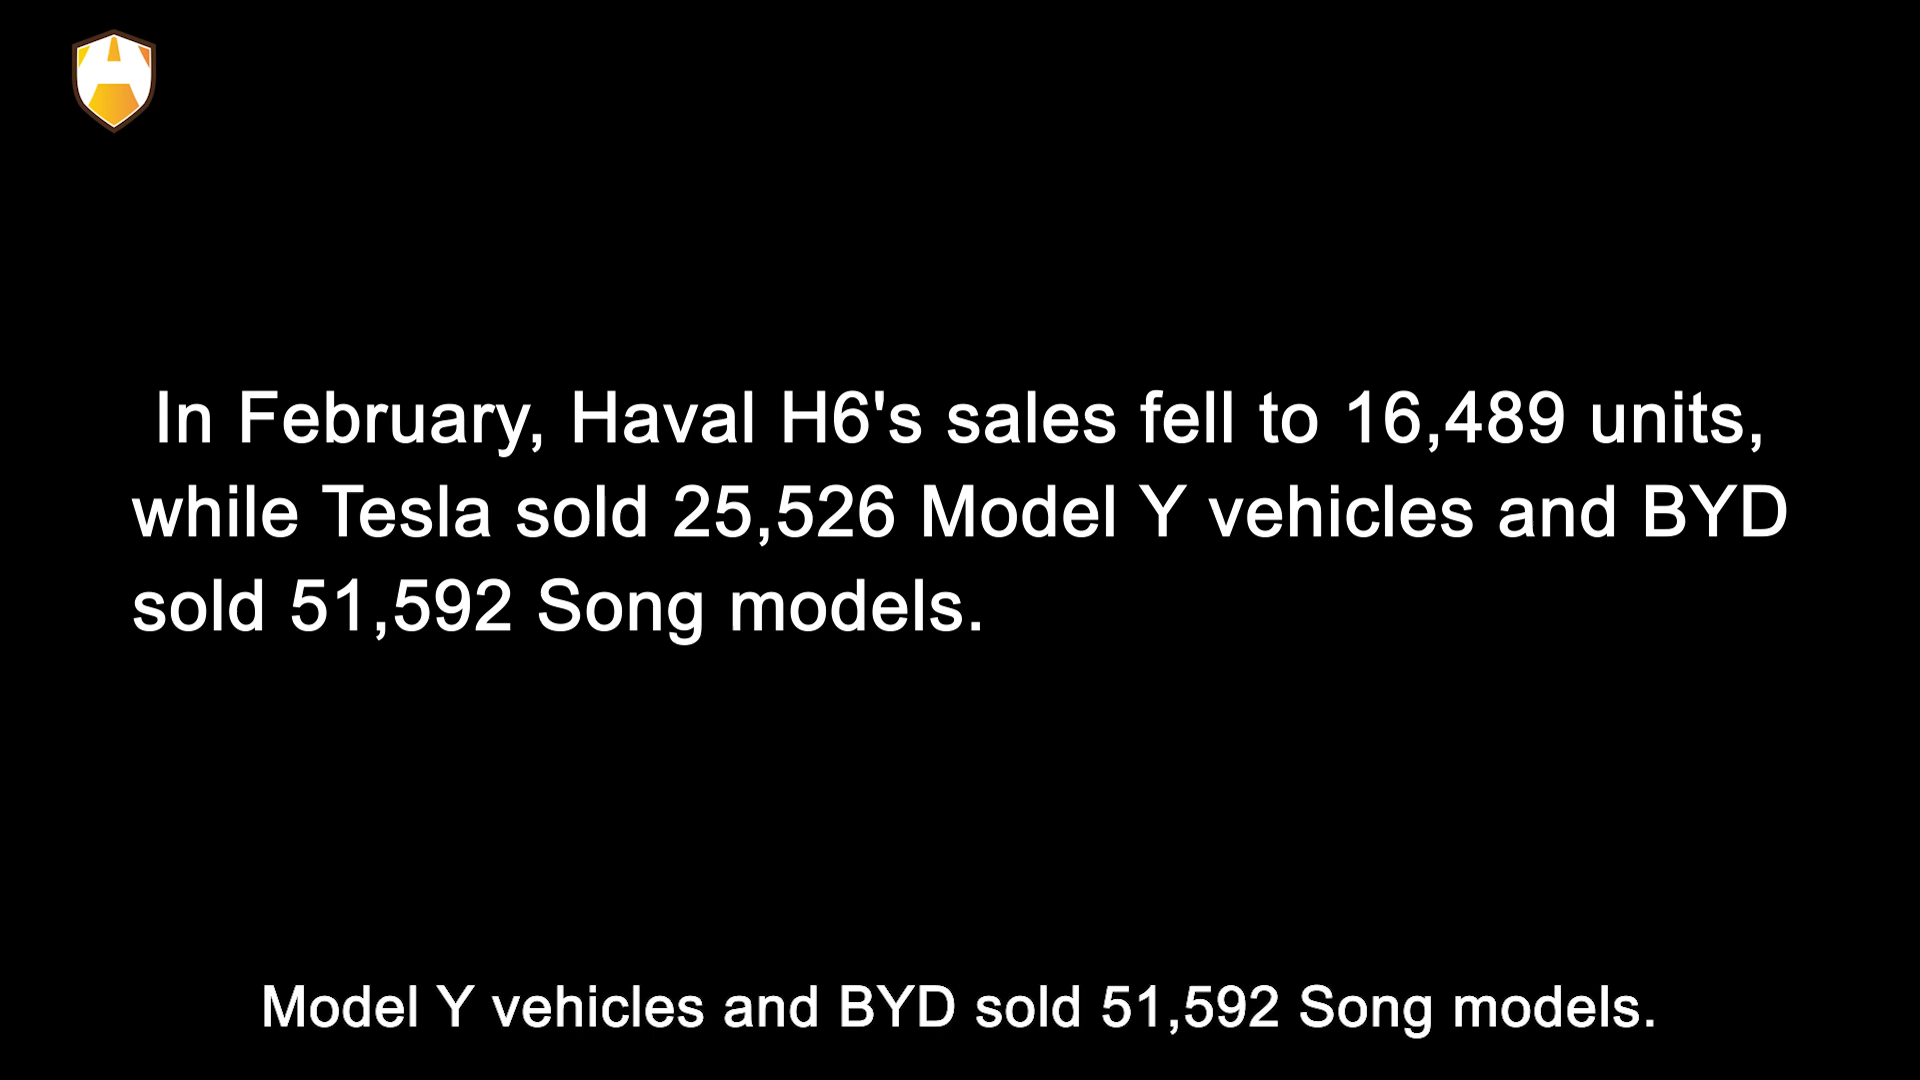 In February, Haval H6's sales fell to 16,489 units,
while Tesla sold 25,526 Model Y vehicles and BYD
sold 51,592 Song models.
Model Y vehicles and BYD sold 51,592 Song models.